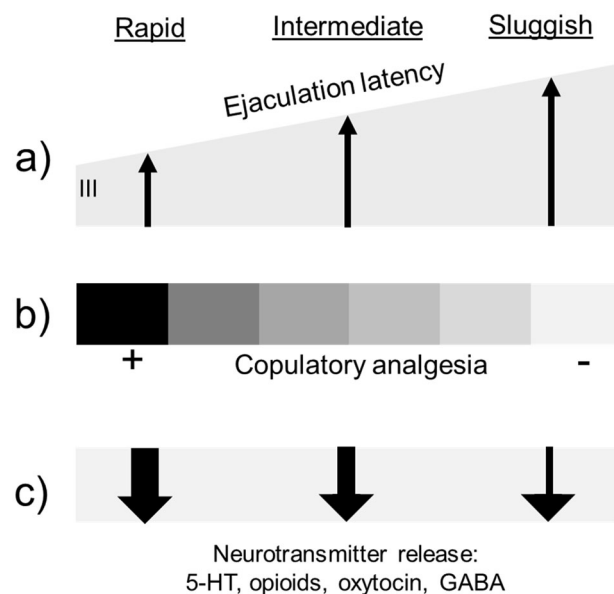 Rapid Intermediate Sluggish
Ejaculation latency
a)
III
b)
+ Copulatory analgesia -
c)
Neurotransmitter release:
5-HT, opioids, oxytocin, GABA